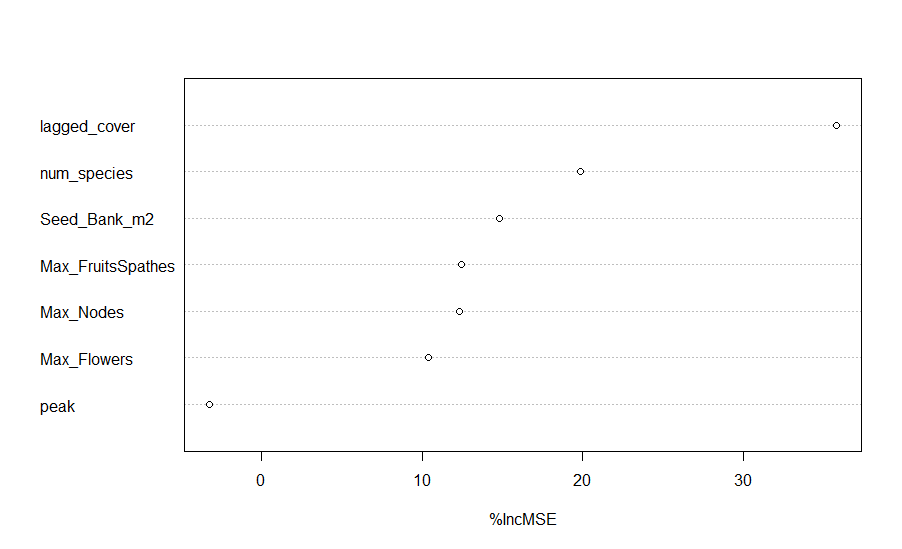 lagged_cover
num_species
Seed_Bank_m2
Max_FruitsSpathes
Max_Nodes
Max_Flowers
peak
0 10 20 30
%IncMSE